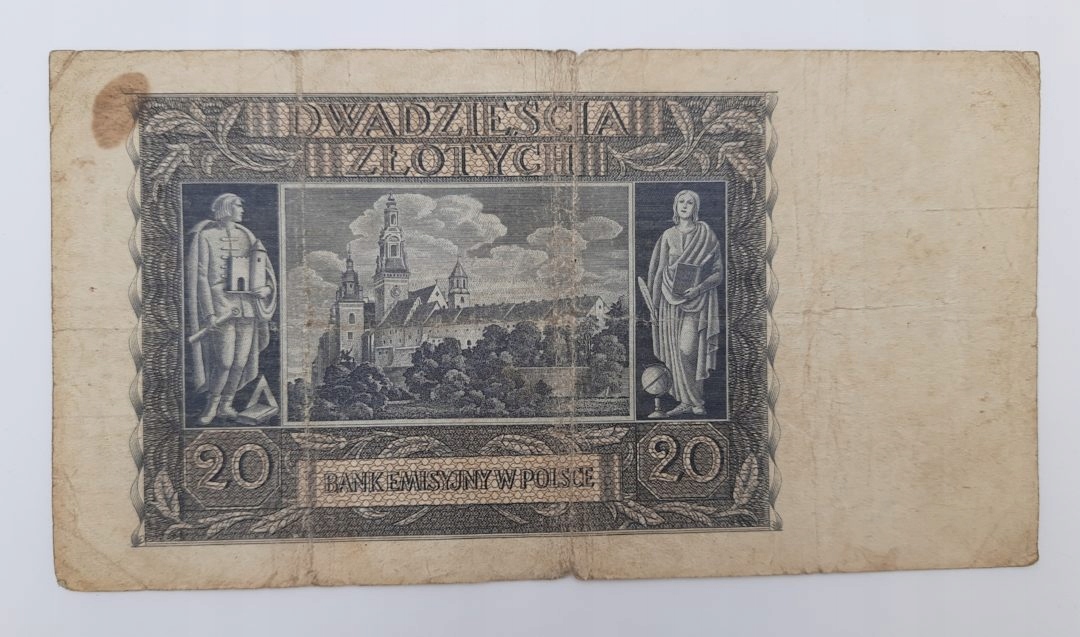 DWADZIEŚCIA
ZŁOTYCH
20
BANK EMISYJNY W POLSCE
20